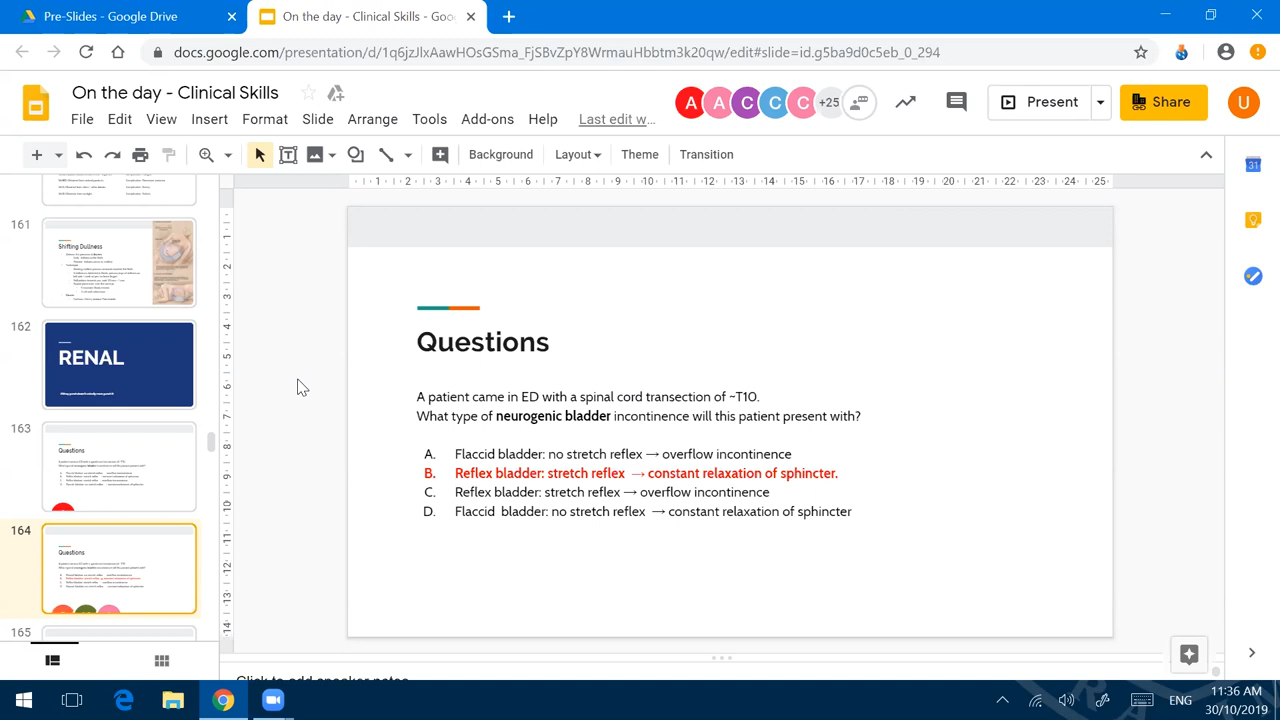 Pre-Slides - Google Drive
On the day - Clinical Skills - Goo
docs.google.com/presentation/d/1q6jzJlxAawHOsGSma_FjSBvZpY8WrmauHbbtm3k20qw/edit#slide=id.g5ba9d0c5eb_0_294
On the day - Clinical Skills
A A C C C +25
Present
Share
U
File Edit View Insert Format Slide Arrange Tools Add-ons Help Last edit w...
Background Layout Theme Transition
161
Shifting Dullness
162
RENAL
163
Questions
164
Questions
165
Questions
A patient came in ED with a spinal cord transection of ~T10.
What type of neurogenic bladder incontinence will this patient present with?
A. Flaccid bladder: no stretch reflex → overflow incontinence
B. Reflex bladder: stretch reflex → constant relaxation of sphincter.
C. Reflex bladder: stretch reflex → overflow incontinence
D. Flaccid bladder: no stretch reflex → constant relaxation of sphincter
Click to add speaker notes
ENG
11:36 AM
30/10/2019